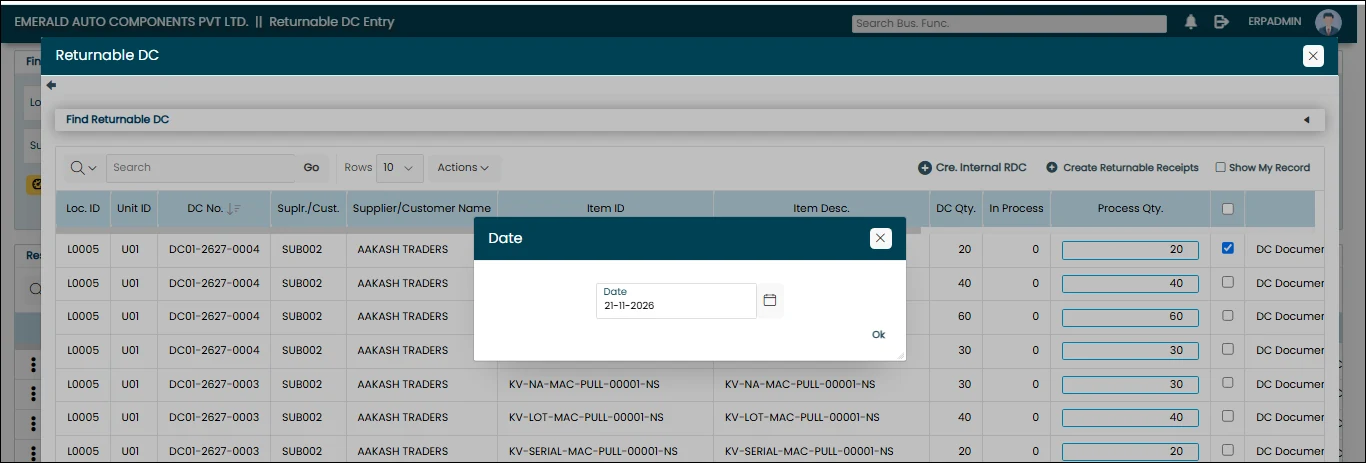 EMERALD AUTO COMPONENTS PVT LTD. || Returnable DC Entry Search Bus. Func. ERPADMIN
Returnable DC
Find Returnable DC
Search Go Rows 10 Actions Cre. Internal RDC Create Returnable Receipts Show My Record
Loc. ID Unit ID DC No. Suplr./Cust. Supplier/Customer Name Item ID Item Desc. DC Qty. In Process Process Qty.
Date
L0005 U01 DC01-2627-0004 SUB002 AAKASH TRADERS 20 0 20 DC Documer
L0005 U01 DC01-2627-0004 SUB002 AAKASH TRADERS 40 0 40 DC Documer
Date
21-11-2026
L0005 U01 DC01-2627-0004 SUB002 AAKASH TRADERS 60 0 60 DC Documer
Ok
L0005 U01 DC01-2627-0004 SUB002 AAKASH TRADERS 30 0 30 DC Documer
L0005 U01 DC01-2627-0003 SUB002 AAKASH TRADERS KV-NA-MAC-PULL-00001-NS KV-NA-MAC-PULL-00001-NS 30 0 30 DC Documer
L0005 U01 DC01-2627-0003 SUB002 AAKASH TRADERS KV-LOT-MAC-PULL-00001-NS KV-LOT-MAC-PULL-00001-NS 40 0 40 DC Documer
L0005 U01 DC01-2627-0003 SUB002 AAKASH TRADERS KV-SERIAL-MAC-PULL-00001-NS KV-SERIAL-MAC-PULL-00001-NS 20 0 20 DC Documer